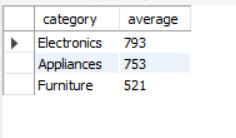 category average
Electronics 793
Appliances 753
Furniture 521